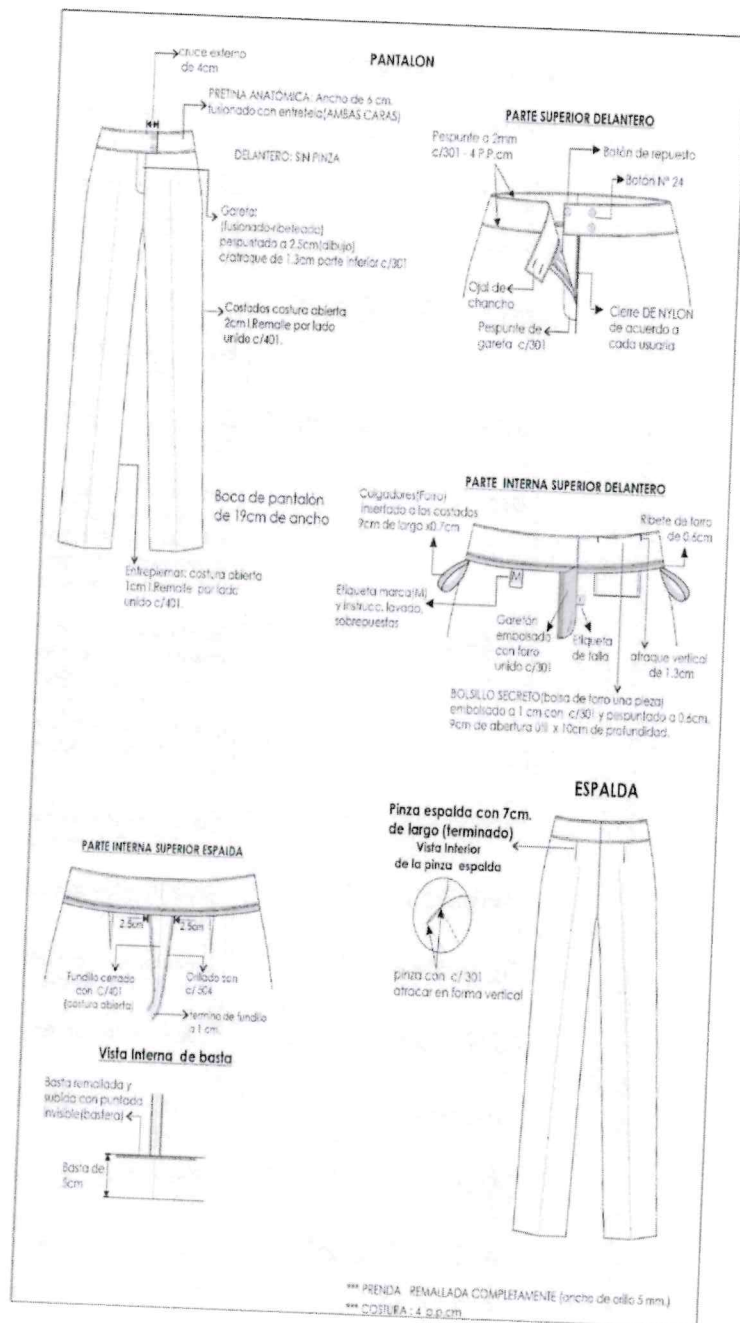 PANTALON
cruce externo
de 4cm
PRETINA ANATÓMICA: Ancho de 6 cm.
fusionado con entretela(AMBAS CARAS)
DELANTERO: SIN PINZA
Gareta:
(fusionado-ribeteado)
pespuntado a 2.5cm(dibujo)
c/atraque de 1.3cm parte inferior c/301
Costados costura abierta
2cm l.Remalle por lado
unido c/401.
Boca de pantalón
de 19cm de ancho
Entrepiernas: costura abierta
1cm l.Remalle por lado
unido c/401.
PARTE SUPERIOR DELANTERO
Pespunte a 2mm
c/301 - 4 P.P.cm
Botón de repuesto
Botón N° 24
Ojal de
chancho
Pespunte de
gareta c/301
Cierre DE NYLON
de acuerdo a
cada usuaria
PARTE INTERNA SUPERIOR DELANTERO
Colgadores(Forro)
insertado a los costados
9cm de largo x0.7cm
Ribete de forro
de 0.6cm
Etiqueta marca(M)
y instrucc. lavado,
sobrepuestas
M
Garetón
embolsado
con forro
unido c/301
Etiqueta
de talla
atraque vertical
de 1.3cm
BOLSILLO SECRETO(bolsa de forro una pieza)
embolsado a 1 cm con c/301 y pespuntado a 0.6cm.
9cm de abertura útil x 10cm de profundidad.
ESPALDA
Pinza espalda con 7cm.
de largo (terminado)
Vista Interior
de la pinza espalda
pinza con c/ 301
atracar en forma vertical
PARTE INTERNA SUPERIOR ESPALDA
2.5cm
2.5cm
Fundillo cerrado
con C/401
(costura abierta)
Orillado con
c/ 504
termino de fundillo
a 1 cm.
Vista Interna de basta
Basta remallada y
subida con puntada
invisible(bastera)
Basta de
5cm
*** PRENDA REMALLADA COMPLETAMENTE (ancho de orillo 5 mm.)
*** COSTURA : 4 p.p.cm